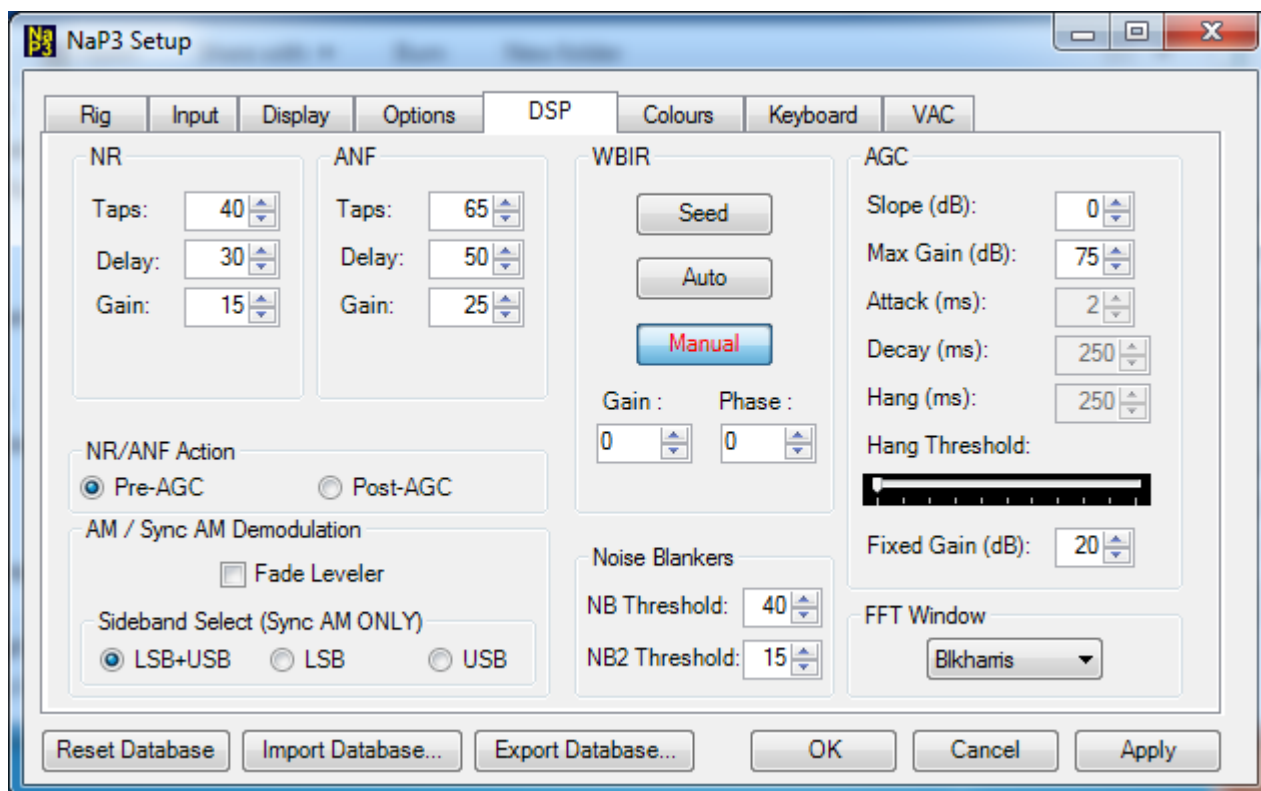 NaP3 Setup
Rig Input Display Options DSP Colours Keyboard VAC
NR
Taps: 40
Delay: 30
Gain: 15
ANF
Taps: 65
Delay: 50
Gain: 25
NR/ANF Action
Pre-AGC Post-AGC
AM / Sync AM Demodulation
Fade Leveler
Sideband Select (Sync AM ONLY)
LSB+USB LSB USB
WBIR
Seed
Auto
Manual
Gain : Phase :
0 0
Noise Blankers
NB Threshold: 40
NB2 Threshold: 15
AGC
Slope (dB): 0
Max Gain (dB): 75
Attack (ms): 2
Decay (ms): 250
Hang (ms): 250
Hang Threshold:
Fixed Gain (dB): 20
FFT Window
Blkharris
Reset Database Import Database... Export Database... OK Cancel Apply